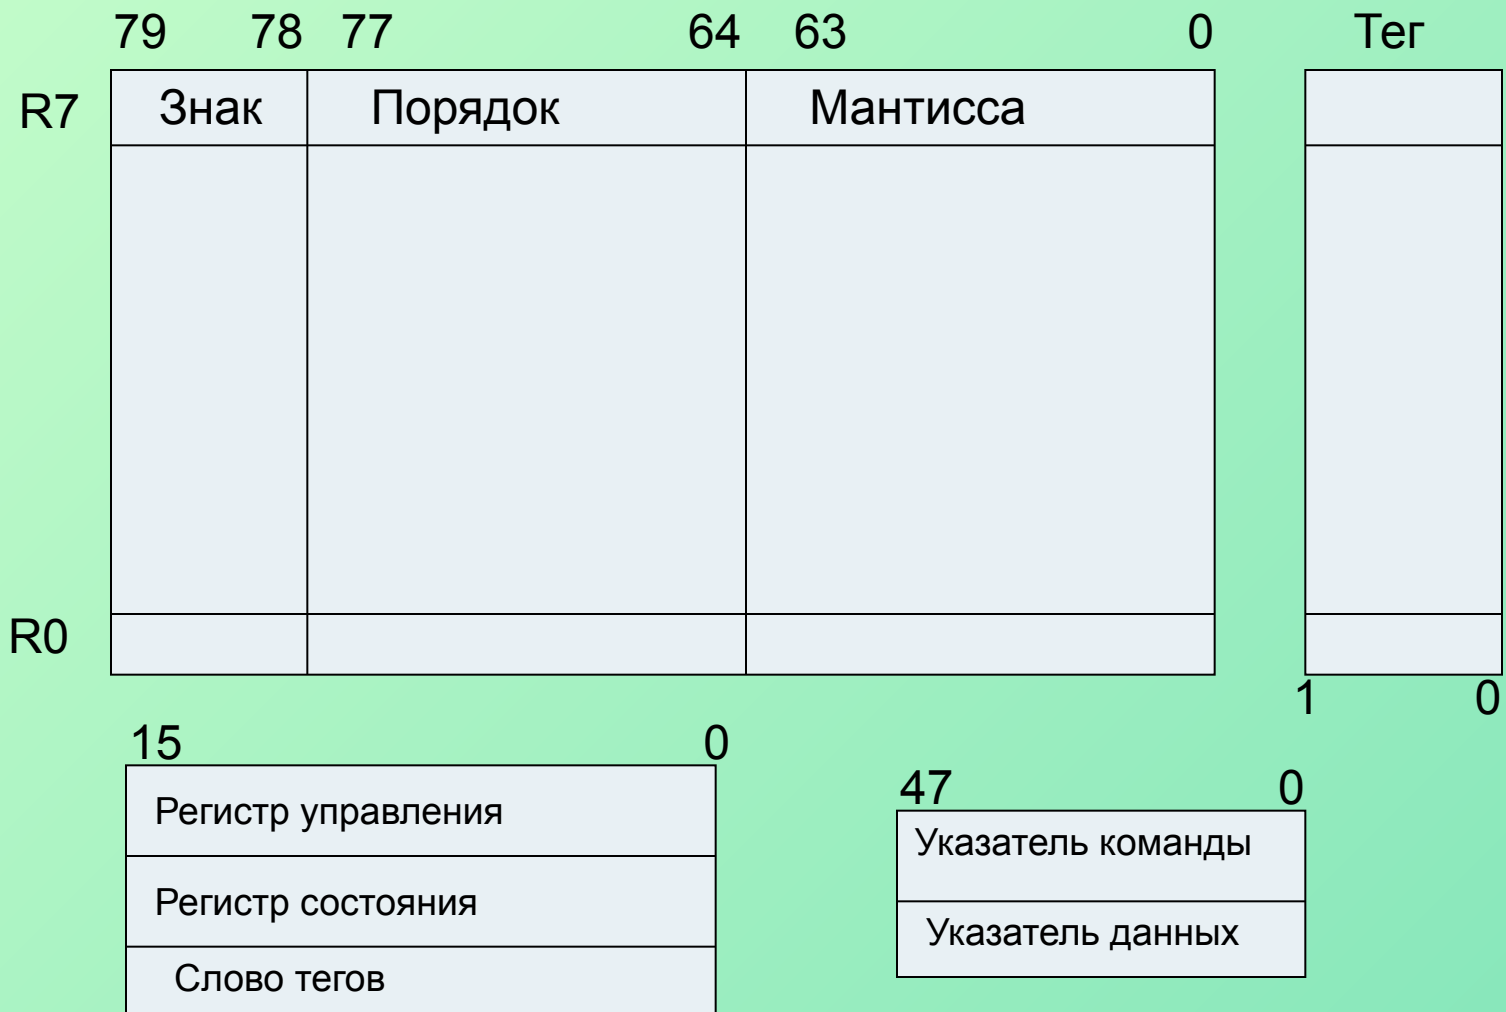 79 78 77 64 63 0 Тег
R7 Знак Порядок Мантисса
R0
1 0
15 0
Регистр управления
Регистр состояния
Слово тегов
47 0
Указатель команды
Указатель данных